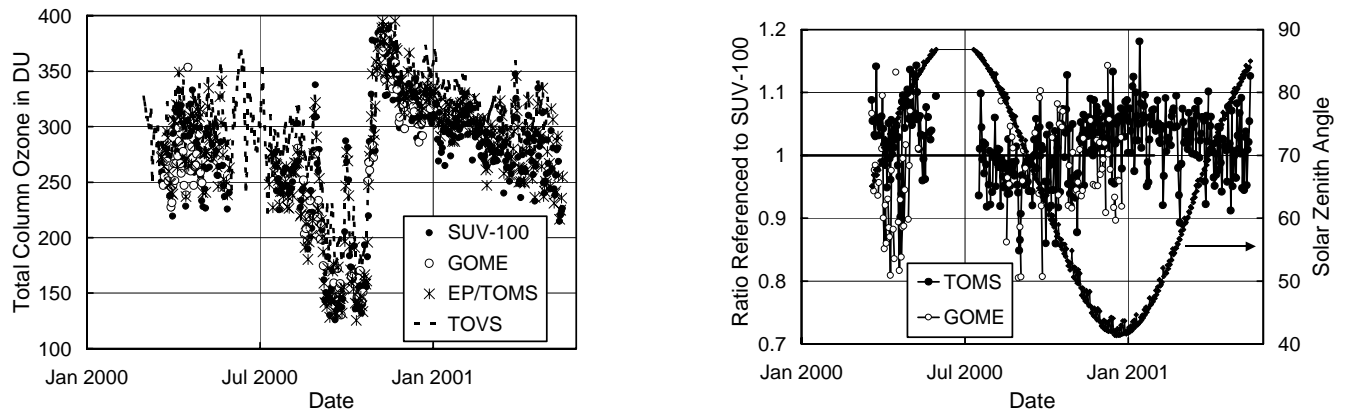 Total Column Ozone in DU
400
350
300
250
200
150
100
Jan 2000
Jul 2000
Jan 2001
Date
SUV-100
GOME
EP/TOMS
TOVS
Ratio Referenced to SUV-100
1.2
1.1
1
0.9
0.8
0.7
Jan 2000
Jul 2000
Jan 2001
Date
TOMS
GOME
90
80
70
60
50
40
Solar Zenith Angle